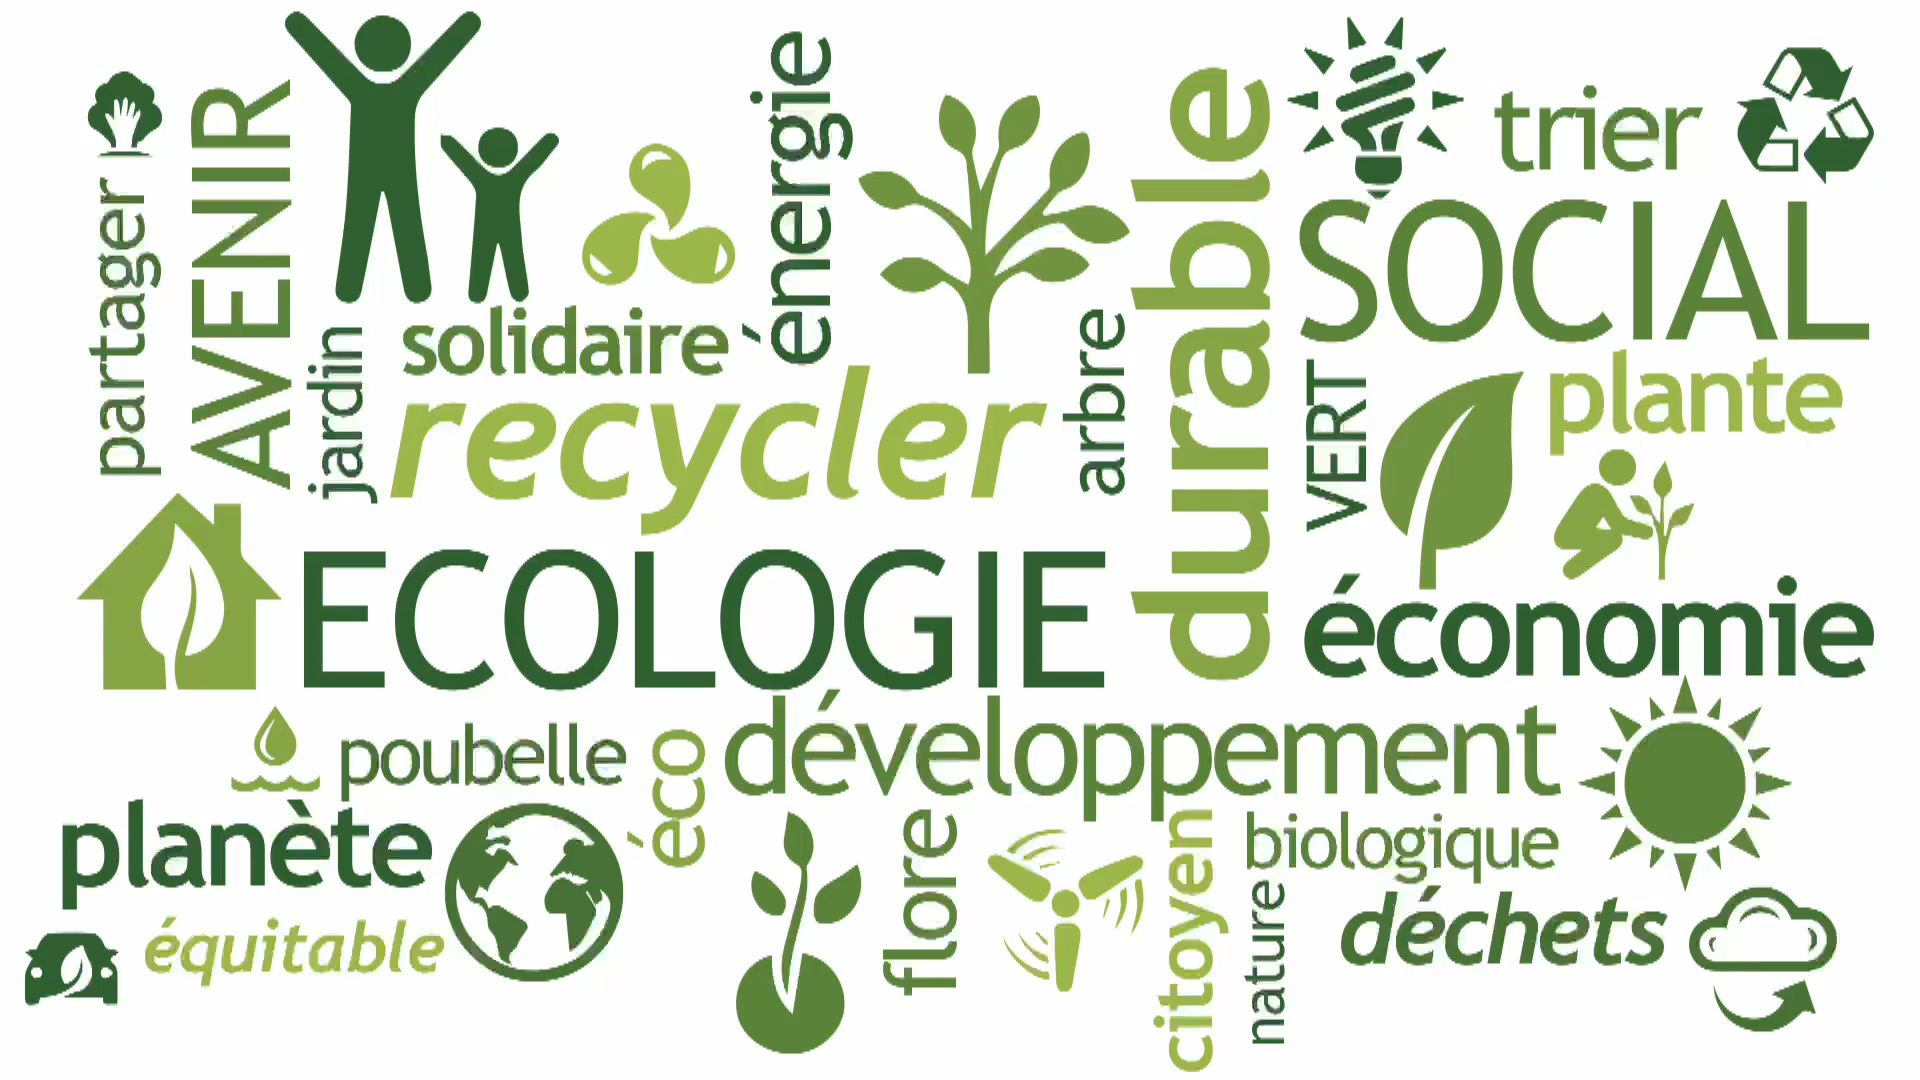 partager
AVENIR
jardin
solidaire
énergie
recycler
arbre
durable
trier
SOCIAL
VERT
plante
ECOLOGIE
économie
poubelle
éco
développement
planète
équitable
flore
citoyen
biologique
nature
déchets